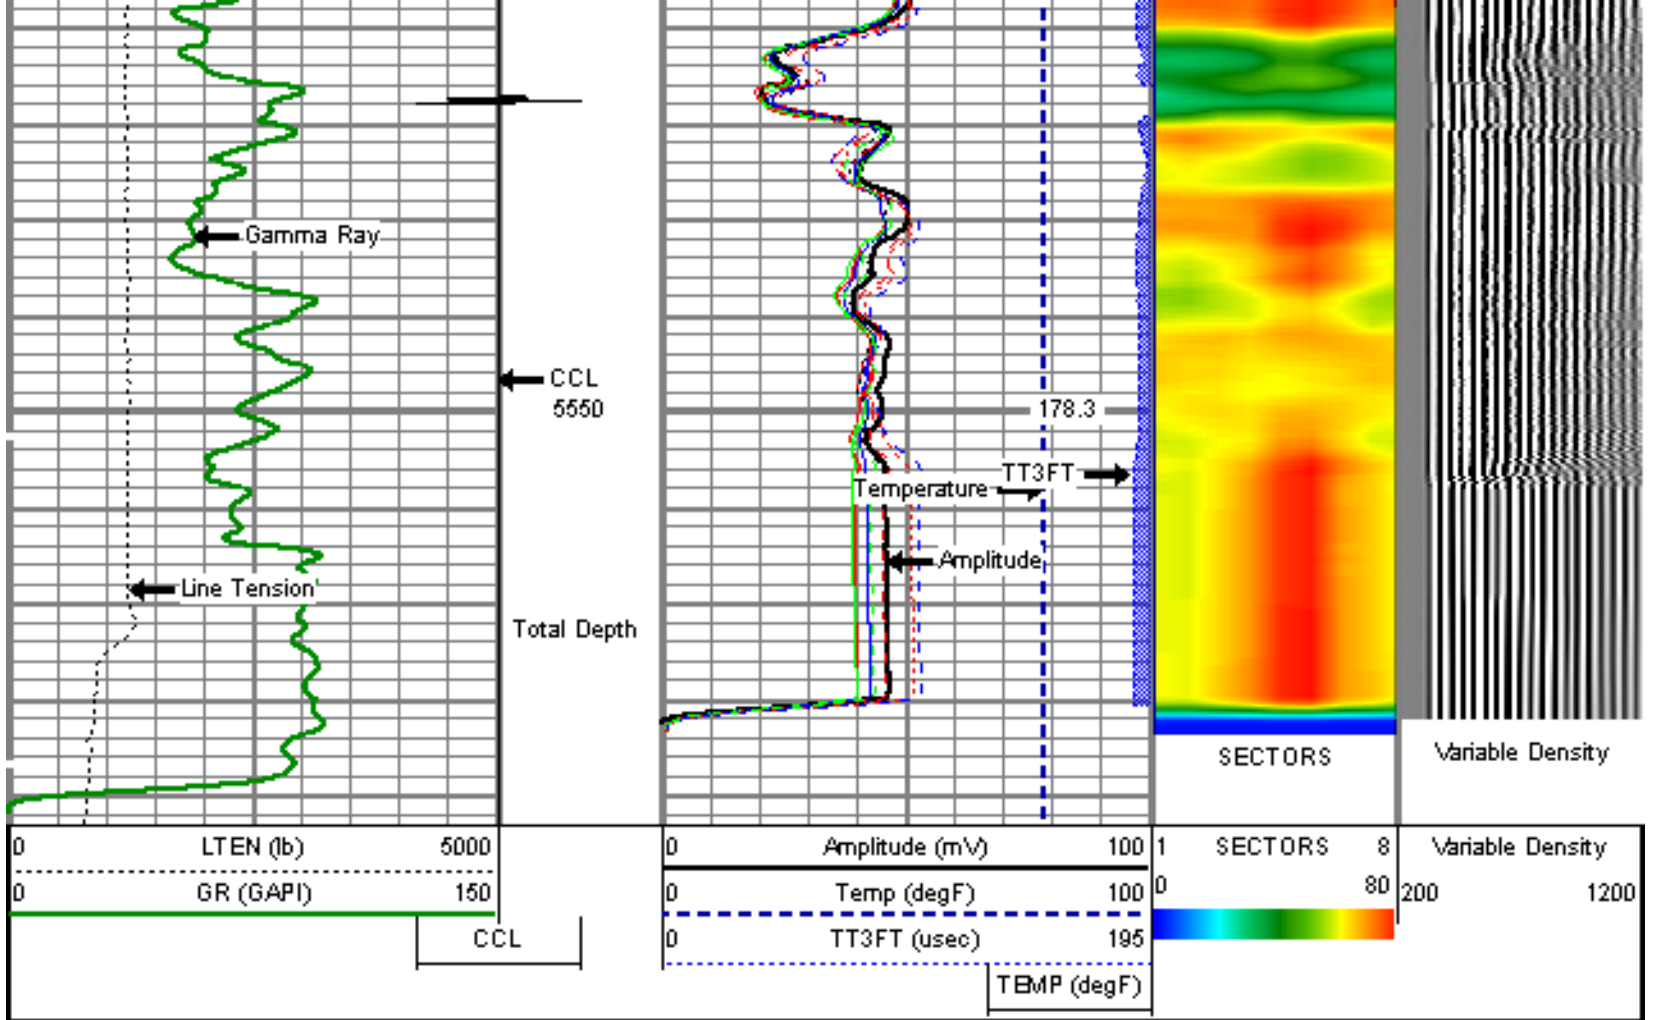 Gamma Ray
CCL
5550
178.3
TT3FT
Temperature
Amplitude
Line Tension
Total Depth
SECTORS
Variable Density
0 LTEN (lb) 5000
0 GR (GAPI) 150
CCL
0 Amplitude (mV) 100
0 Temp (degF) 100
0 TT3FT (usec) 195
TEMP (degF)
1 SECTORS 8
0 80
Variable Density
200 1200